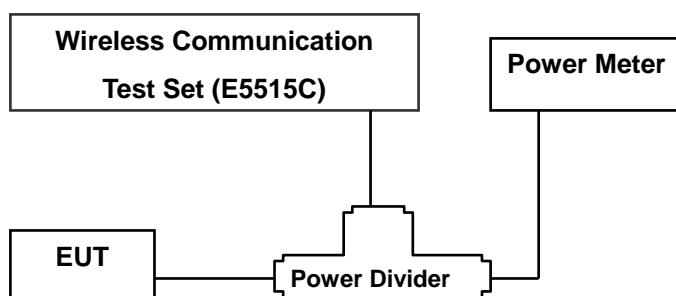 Wireless Communication
Test Set (E5515C)
Power Meter
EUT
Power Divider